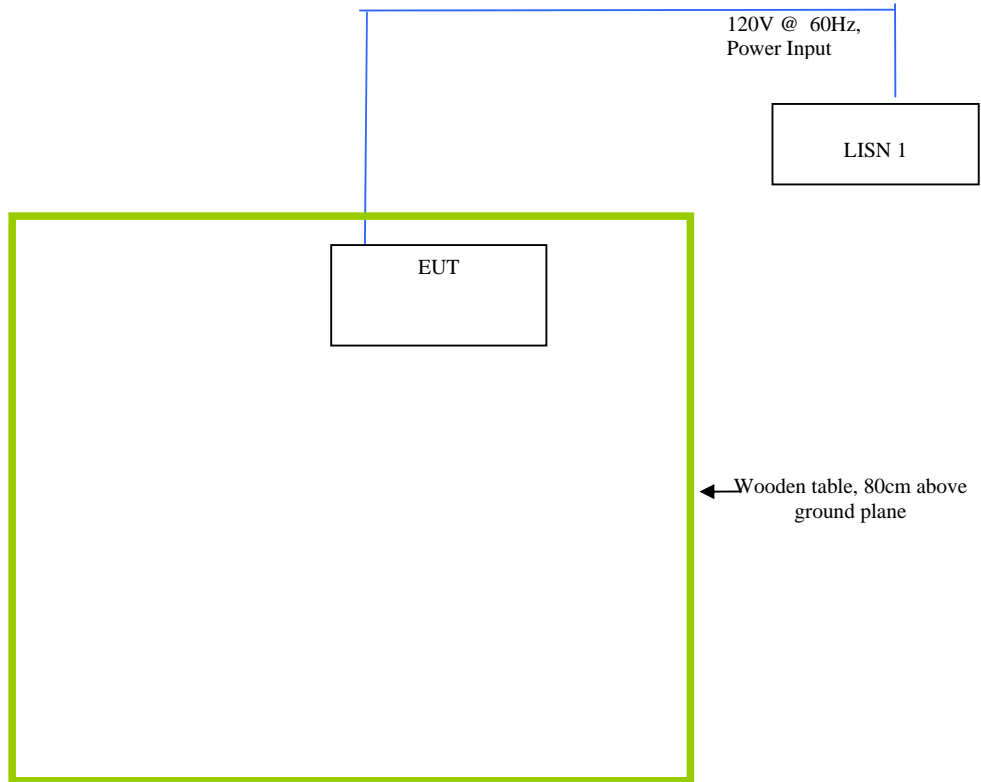 120V @ 60Hz,
Power Input
LISN 1
EUT
Wooden table, 80cm above
ground plane